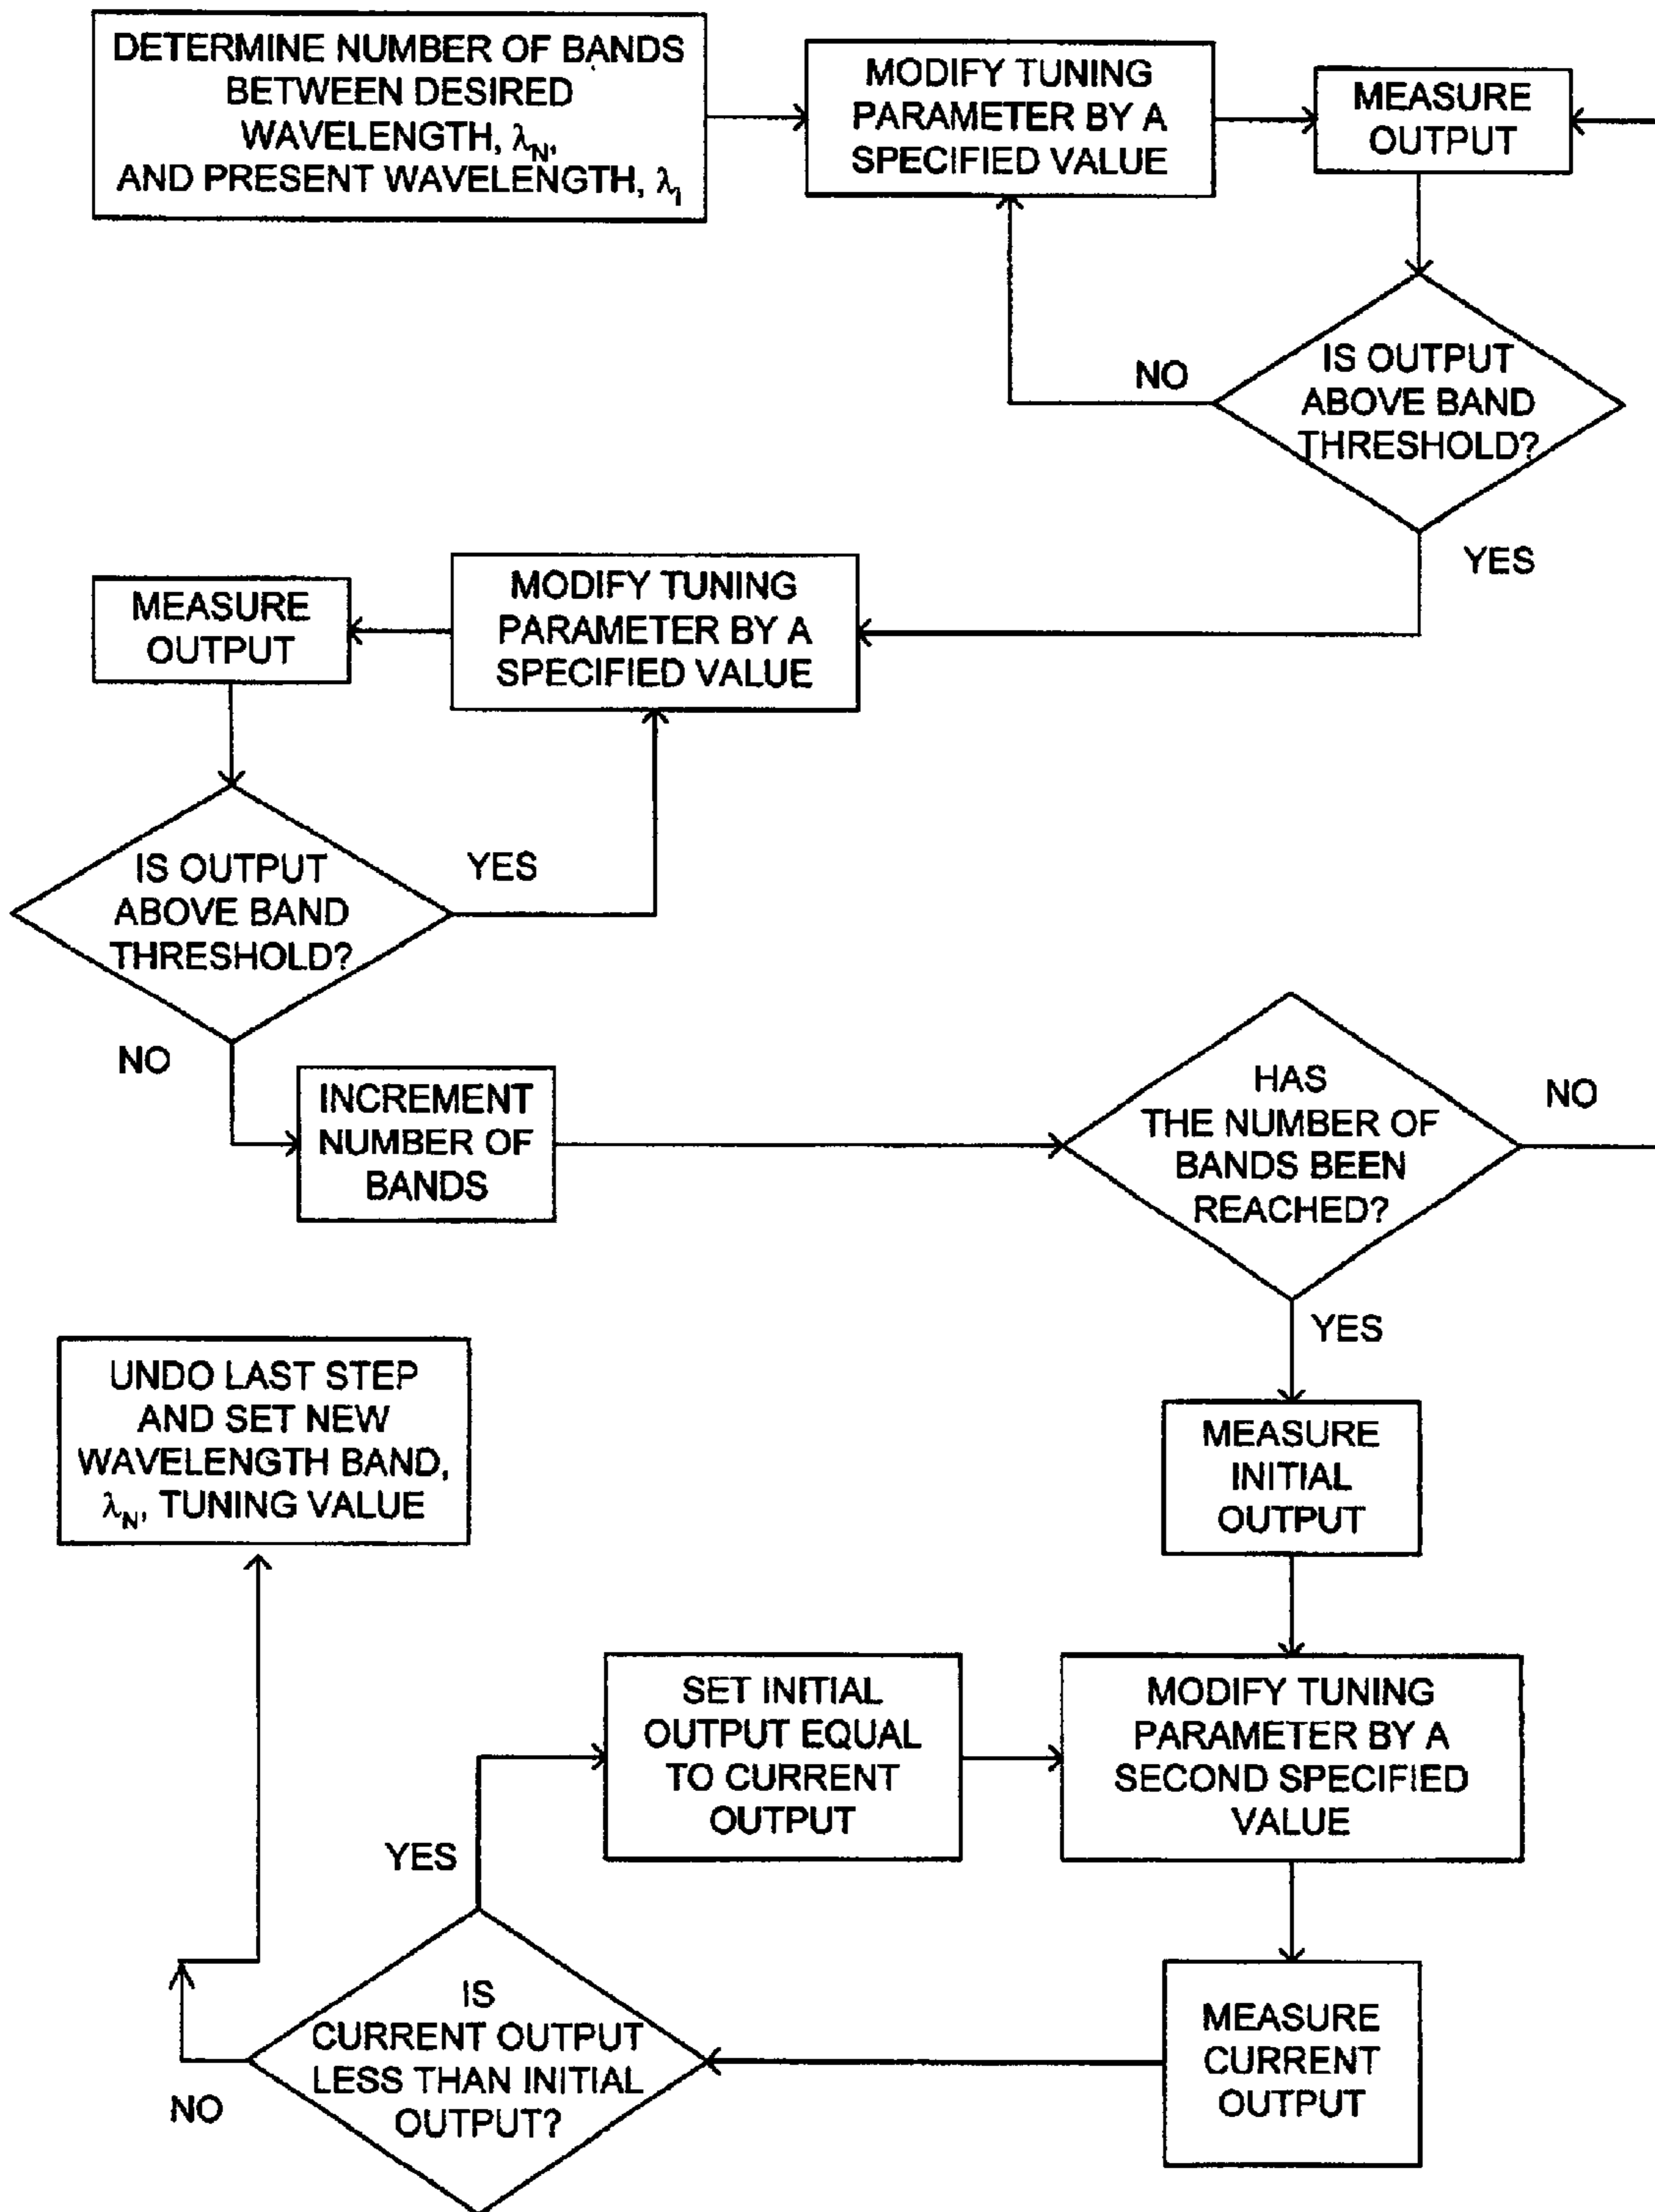 DETERMINE NUMBER OF BANDS
BETWEEN DESIRED
WAVELENGTH, λN,
AND PRESENT WAVELENGTH, λI
MODIFY TUNING
PARAMETER BY A
SPECIFIED VALUE
MEASURE
OUTPUT
IS OUTPUT
ABOVE BAND
THRESHOLD?
NO
YES
MODIFY TUNING
PARAMETER BY A
SPECIFIED VALUE
MEASURE
OUTPUT
IS OUTPUT
ABOVE BAND
THRESHOLD?
YES
NO
INCREMENT
NUMBER OF
BANDS
HAS
THE NUMBER OF
BANDS BEEN
REACHED?
NO
YES
MEASURE
INITIAL
OUTPUT
MODIFY TUNING
PARAMETER BY A
SECOND SPECIFIED
VALUE
MEASURE
CURRENT
OUTPUT
IS
CURRENT OUTPUT
LESS THAN INITIAL
OUTPUT?
YES
SET INITIAL
OUTPUT EQUAL
TO CURRENT
OUTPUT
NO
UNDO LAST STEP
AND SET NEW
WAVELENGTH BAND,
λN, TUNING VALUE